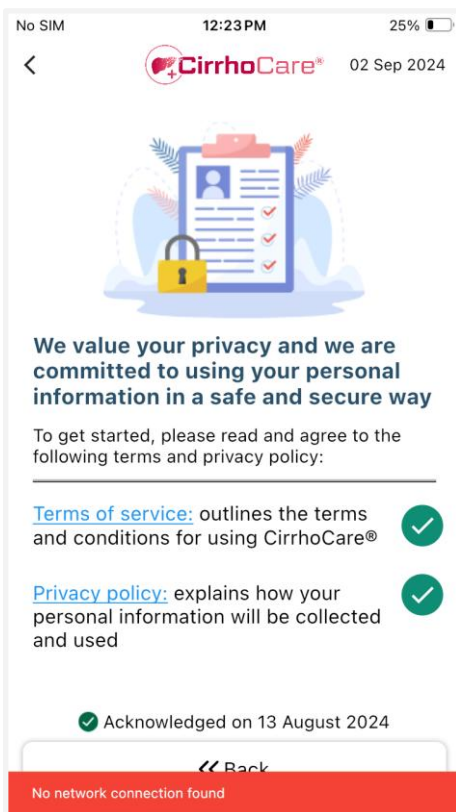 No SIM 12:23 PM 25%
CirrhoCare® 02 Sep 2024
We value your privacy and we are
committed to using your personal
information in a safe and secure way
To get started, please read and agree to the
following terms and privacy policy:
Terms of service: outlines the terms
and conditions for using CirrhoCare®
Privacy policy: explains how your
personal information will be collected
and used
Acknowledged on 13 August 2024
Back
No network connection found